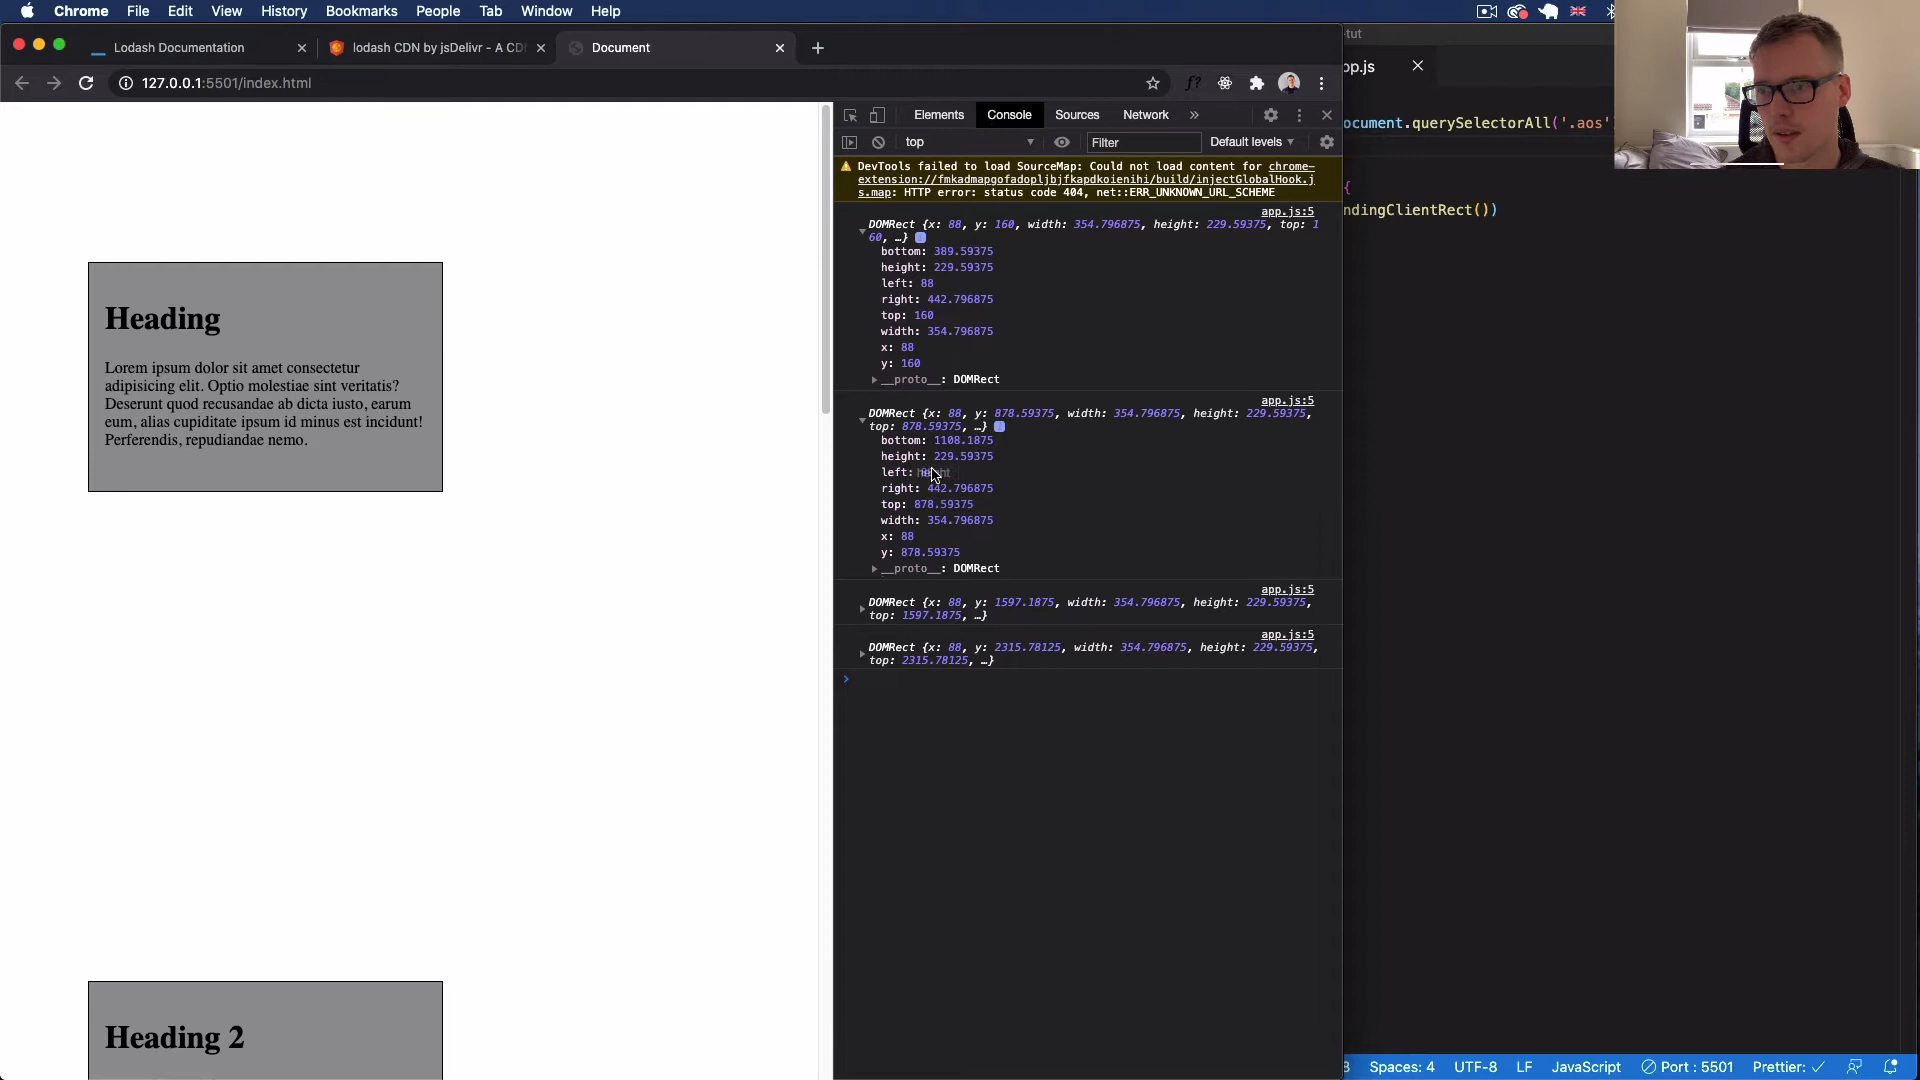 Chrome File Edit View History Bookmarks People Tab Window Help
Lodash Documentation
lodash CDN by jsDelivr - A CD
Document
127.0.0.1:5501/index.html
-tut
Elements Console Sources Network »
top Filter Default levels
DevTools failed to load SourceMap: Could not load content for chrome-
extension://fmkadmapgofadopljbjfkapdkoienihi/build/injectGlobalHook.j
s.map: HTTP error: status code 404, net::ERR_UNKNOWN_URL_SCHEME
app.js:5
DOMRect {x: 88, y: 160, width: 354.796875, height: 229.59375, top: 1
60, …}
bottom: 389.59375
height: 229.59375
left: 88
right: 442.796875
top: 160
width: 354.796875
x: 88
y: 160
__proto__: DOMRect
app.js:5
DOMRect {x: 88, y: 878.59375, width: 354.796875, height: 229.59375,
top: 878.59375, …}
bottom: 1108.1875
height: 229.59375
left:
right: 442.796875
top: 878.59375
width: 354.796875
x: 88
y: 878.59375
__proto__: DOMRect
app.js:5
DOMRect {x: 88, y: 1597.1875, width: 354.796875, height: 229.59375,
top: 1597.1875, …}
app.js:5
DOMRect {x: 88, y: 2315.78125, width: 354.796875, height: 229.59375,
top: 2315.78125, …}
Heading
Lorem ipsum dolor sit amet consectetur
adipisicing elit. Optio molestiae sint veritatis?
Deserunt quod recusandae ab dicta iusto, earum
eum, alias cupiditate ipsum id minus est incidunt!
Perferendis, repudiandae nemo.
Heading 2
pp.js
ocument.querySelectorAll('.aos'
{
ndingClientRect())
8 Spaces: 4 UTF-8 LF JavaScript Port : 5501 Prettier: ✓